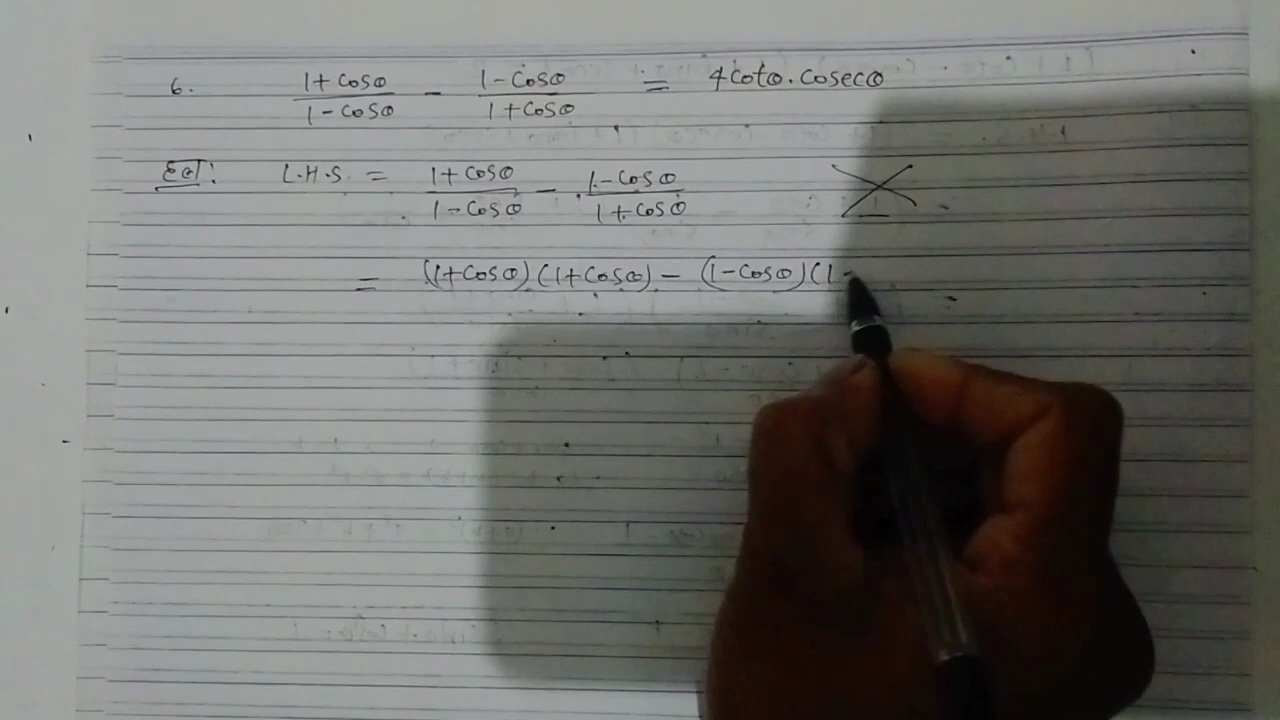 6. 1+cosθ/1-cosθ - 1-cosθ/1+cosθ = 4cotθ.cosecθ
L.H.S. = 1+cosθ/1-cosθ - 1-cosθ/1+cosθ
= (1+cosθ)(1+cosθ)-(1-cosθ)(1-